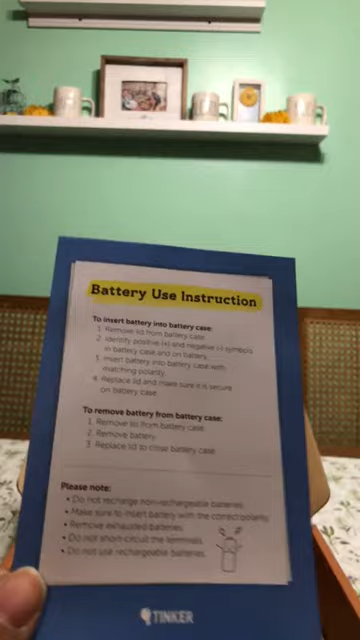 Battery Use Instruction
To insert battery into battery case:
1. Remove lid from battery case.
2. Identify positive (+) and negative (-) symbols
in battery case and on battery.
3. Insert battery into battery case with
matching polarity.
4. Replace lid and make sure it is secure
on battery case.
To remove battery from battery case:
1. Remove lid from battery case.
2. Remove battery.
3. Replace lid to close battery case.
Please note:
• Do not recharge non-rechargeable batteries.
• Make sure to insert battery with the correct polarity.
• Remove exhausted batteries.
• Do not short-circuit the terminals.
• Do not use rechargeable batteries.
TINKER